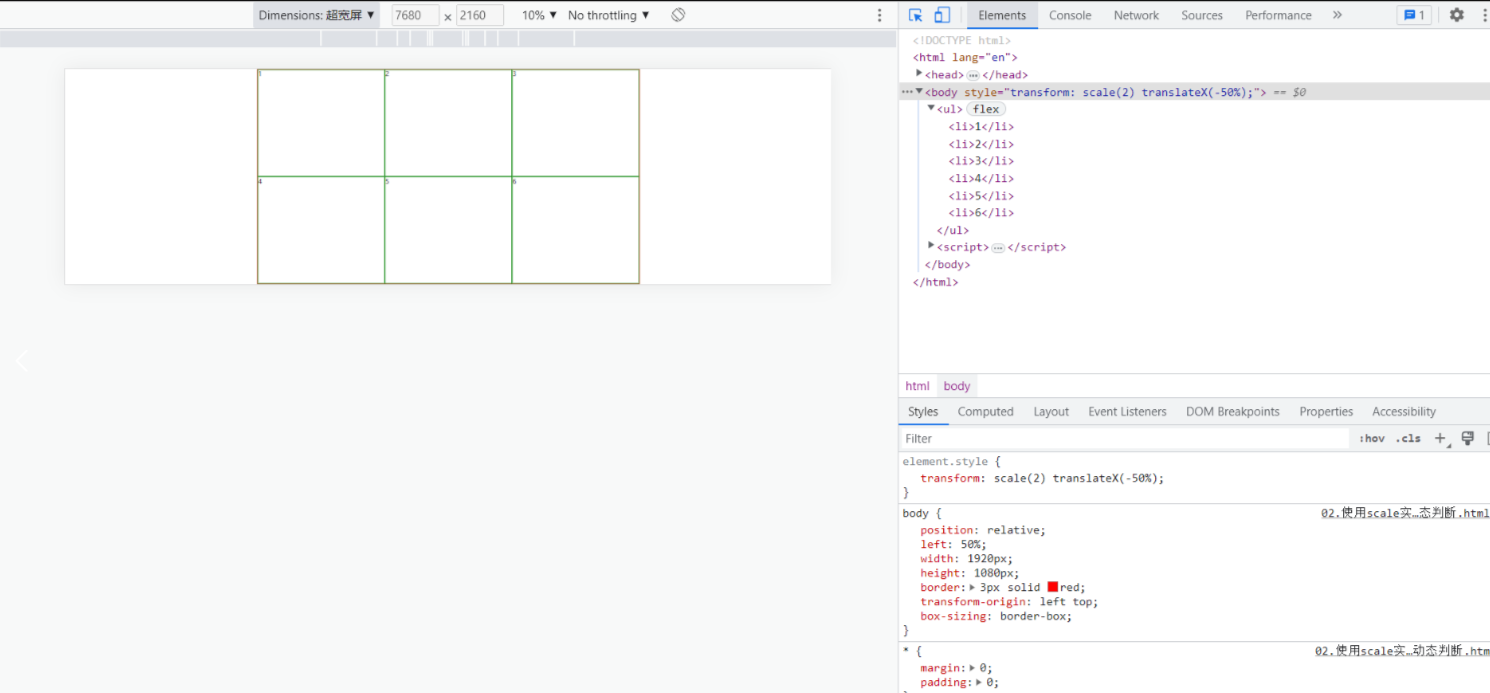 Dimensions: 超宽屏 ▼ 7680 × 2160 10% ▼ No throttling ▼
Elements Console Network Sources Performance » 1
<!DOCTYPE html>
<html lang="en">
▶<head>…</head>
…▼<body style="transform: scale(2) translateX(-50%);"> == $0
▼<ul> flex
<li>1</li>
<li>2</li>
<li>3</li>
<li>4</li>
<li>5</li>
<li>6</li>
</ul>
▶<script>…</script>
</body>
</html>
1 2 3
4 5 6
html body
Styles Computed Layout Event Listeners DOM Breakpoints Properties Accessibility
Filter :hov .cls +
element.style {
transform: scale(2) translateX(-50%);
}
body { 02.使用scale实…态判断.html
position: relative;
left: 50%;
width: 1920px;
height: 1080px;
border:▶ 3px solid red;
transform-origin: left top;
box-sizing: border-box;
}
* { 02.使用scale实…动态判断.htm
margin:▶ 0;
padding:▶ 0;